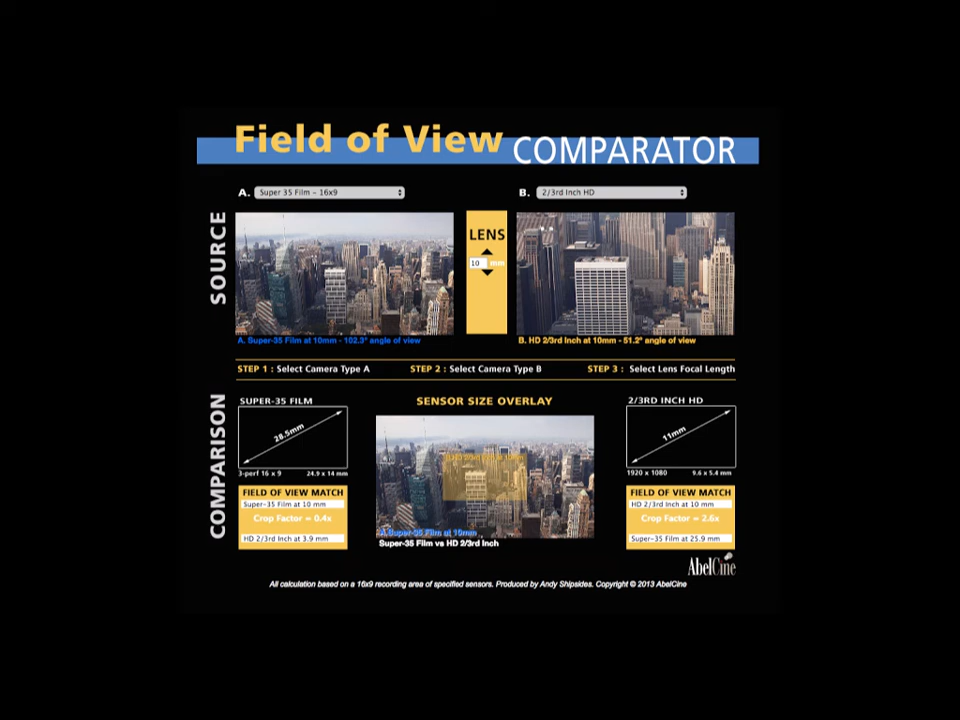 Field of View COMPARATOR
A. Super 35 Film - 16x9
B. 2/3rd Inch HD
SOURCE
LENS
10 mm
A. Super-35 Film at 10mm - 102.3° angle of view
B. HD 2/3rd Inch at 10mm - 51.2° angle of view
STEP 1 : Select Camera Type A
STEP 2 : Select Camera Type B
STEP 3 : Select Lens Focal Length
COMPARISON
SUPER-35 FILM
28.5mm
3-perf 16 x 9 24.9 x 14 mm
FIELD OF VIEW MATCH
Super-35 Film at 10 mm
Crop Factor = 0.4x
HD 2/3rd Inch at 3.9 mm
SENSOR SIZE OVERLAY
A. Super-35 Film at 10mm
Super-35 Film vs HD 2/3rd Inch
2/3RD INCH HD
11mm
1920 x 1080 9.6 x 5.4 mm
FIELD OF VIEW MATCH
HD 2/3rd Inch at 10 mm
Crop Factor = 2.6x
Super-35 Film at 25.9 mm
AbelCine
All calculation based on a 16x9 recording area of specified sensors. Produced by Andy Shipsides. Copyright © 2013 AbelCine